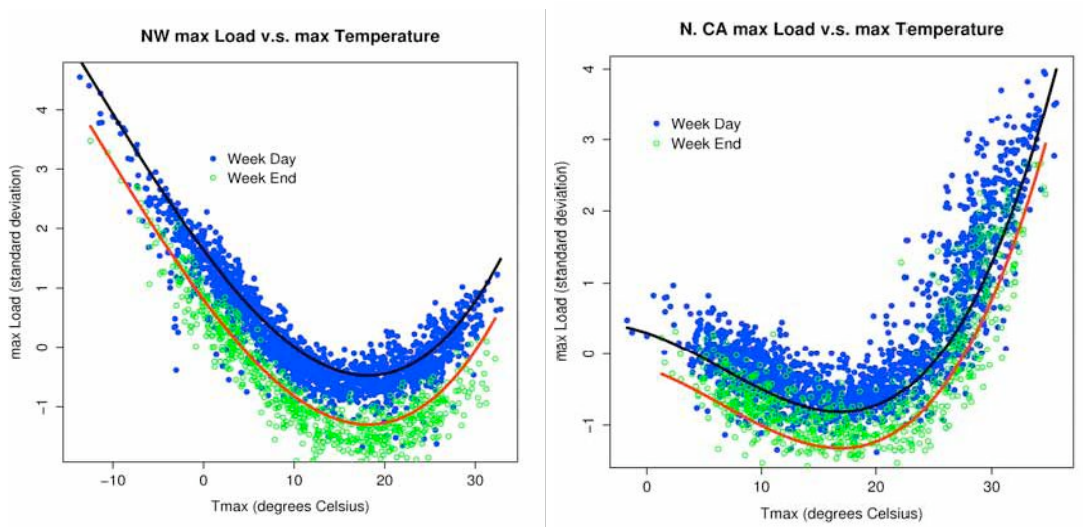 NW max Load v.s. max Temperature
max Load (standard deviation)
4
3
2
1
0
−1
Week Day
Week End
−10
0
10
20
30
Tmax (degrees Celsius)
N. CA max Load v.s. max Temperature
max Load (standard deviation)
4
3
2
1
0
−1
Week Day
Week End
0
10
20
30
Tmax (degrees Celsius)